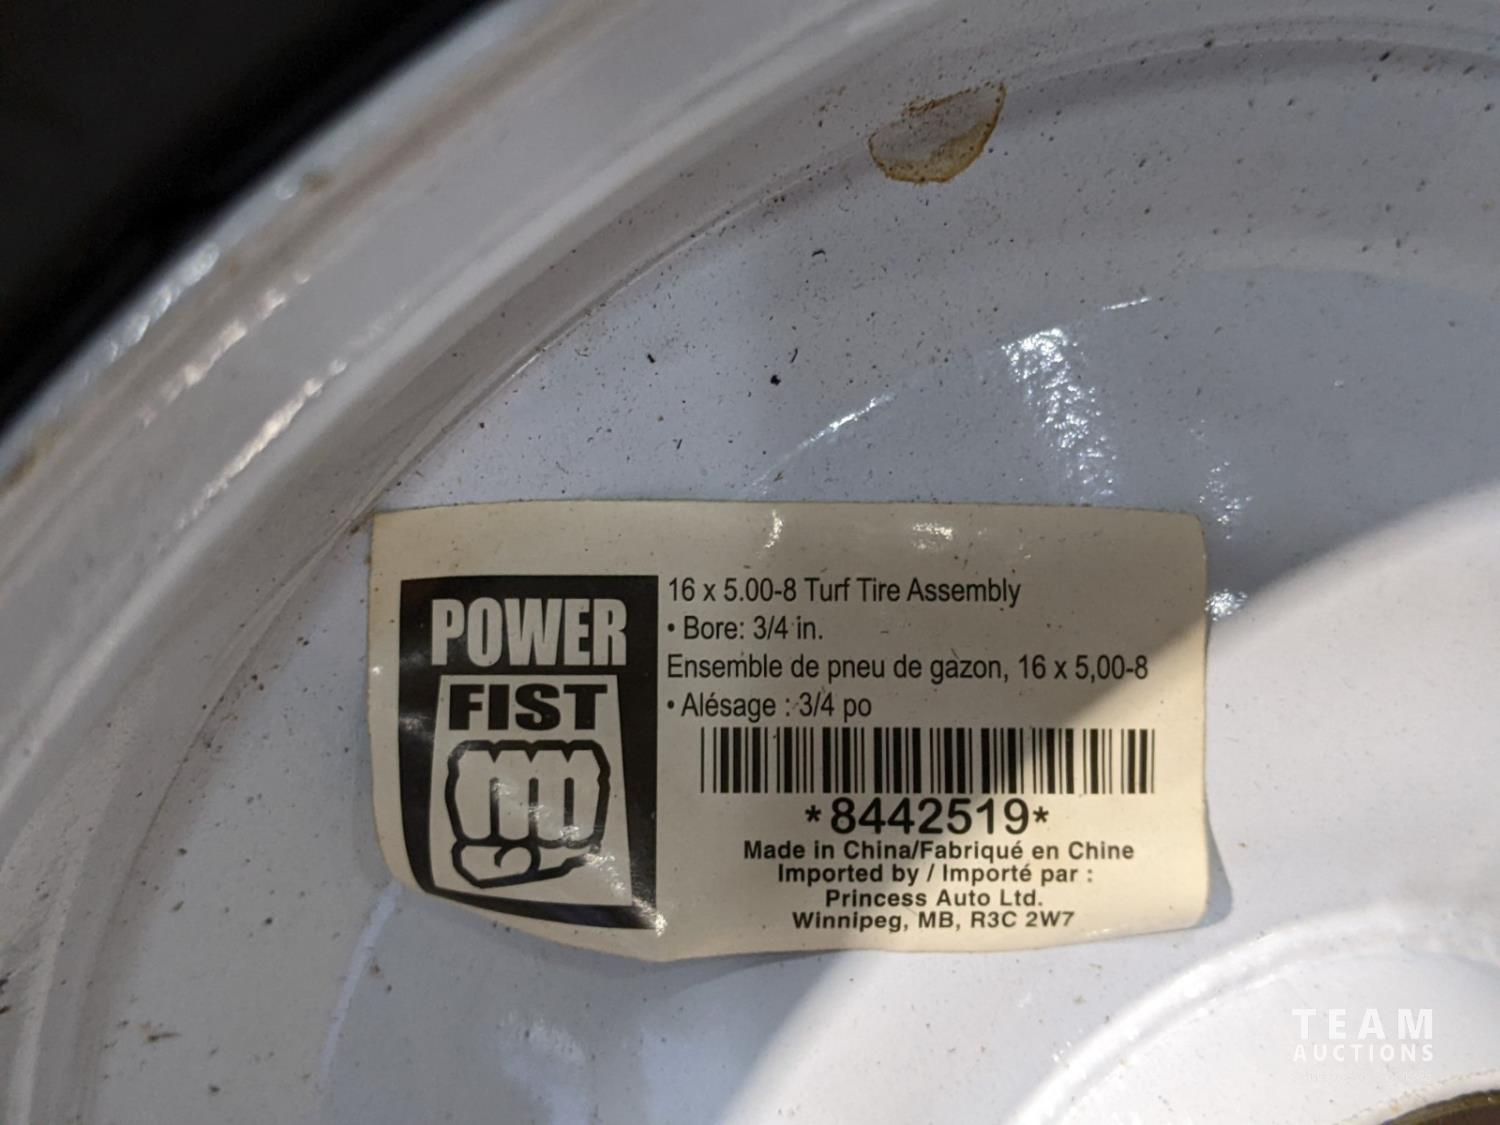 POWER
FIST
16 x 5.00-8 Turf Tire Assembly
• Bore: 3/4 in.
Ensemble de pneu de gazon, 16 x 5,00-8
• Alésage : 3/4 po
*8442519*
Made in China/Fabriqué en Chine
Imported by / Importé par :
Princess Auto Ltd.
Winnipeg, MB, R3C 2W7
TEAM
AUCTIONS